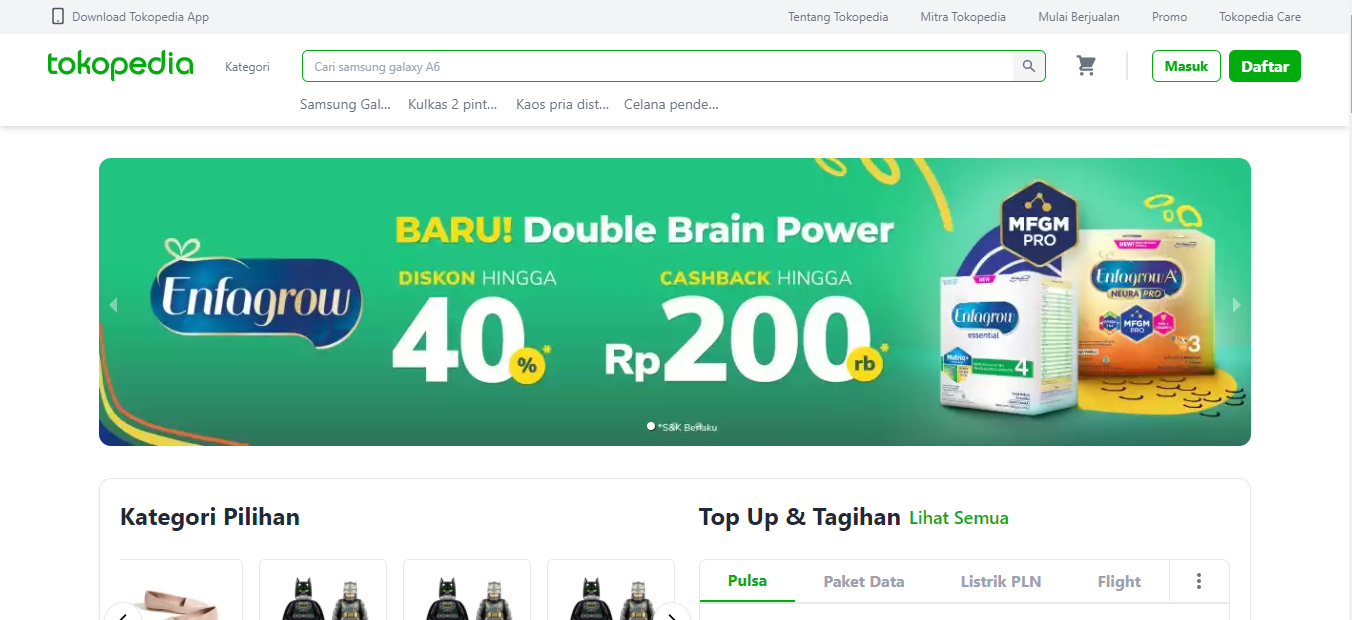 Download Tokopedia App
Tentang Tokopedia
Mitra Tokopedia
Mulai Berjualan
Promo
Tokopedia Care
tokopedia
Kategori
Cari samsung galaxy A6
Masuk
Daftar
Samsung Gal...
Kulkas 2 pint...
Kaos pria dist...
Celana pende...
BARU! Double Brain Power
Enfagrow
DISKON HINGGA
40%*
CASHBACK HINGGA
Rp200rb*
*S&K Berlaku
MFGM
PRO
NEW!
Enfagrow
essential
4
NEW!
Enfagrow A+
NEURA PRO
MFGM
PRO
3
Kategori Pilihan
Top Up & Tagihan
Lihat Semua
Pulsa
Paket Data
Listrik PLN
Flight